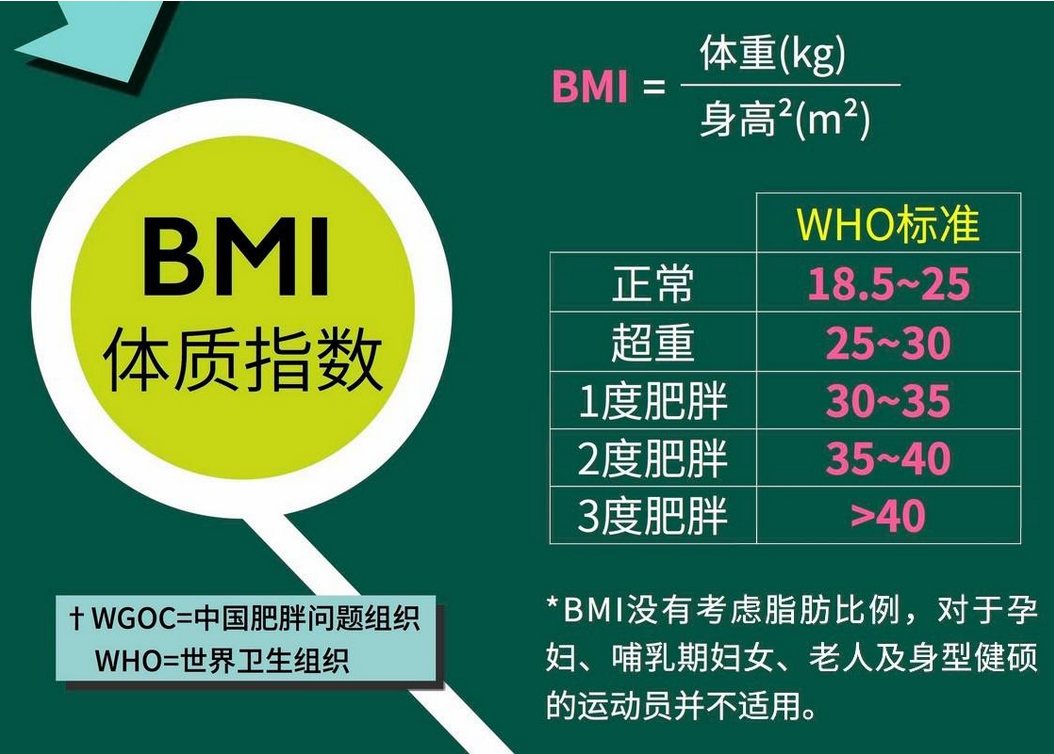 BMI
体质指数
† WGOC=中国肥胖问题组织
WHO=世界卫生组织
BMI = 体重(kg)
身高²(m²)
WHO标准
正常 18.5~25
超重 25~30
1度肥胖 30~35
2度肥胖 35~40
3度肥胖 >40
*BMI没有考虑脂肪比例，对于孕
妇、哺乳期妇女、老人及身型健硕
的运动员并不适用。